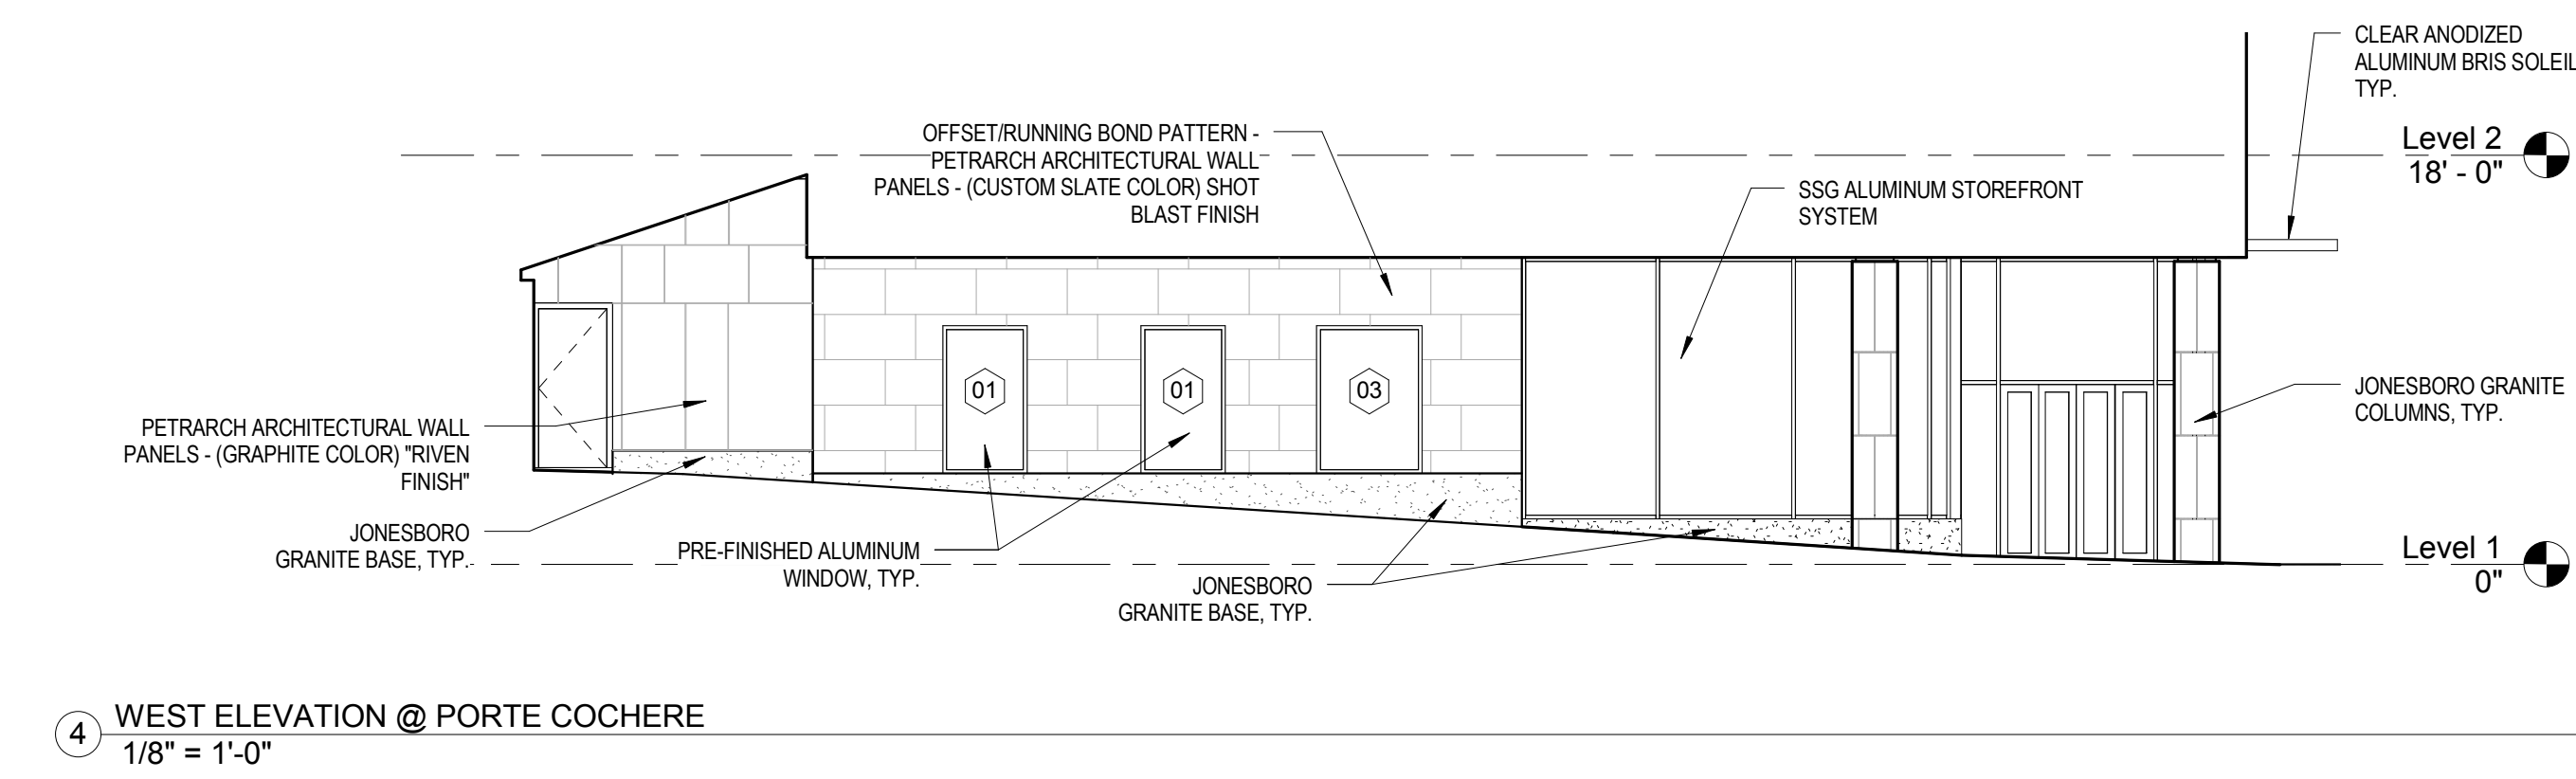 CLEAR ANODIZED
ALUMINUM BRIS SOLEIL
TYP.
OFFSET/RUNNING BOND PATTERN -
PETRARCH ARCHITECTURAL WALL
PANELS - (CUSTOM SLATE COLOR) SHOT
BLAST FINISH
Level 2
18' - 0"
SSG ALUMINUM STOREFRONT
SYSTEM
01
01
03
JONESBORO GRANITE
COLUMNS, TYP.
PETRARCH ARCHITECTURAL WALL
PANELS - (GRAPHITE COLOR) "RIVEN
FINISH"
JONESBORO
GRANITE BASE, TYP.
PRE-FINISHED ALUMINUM
WINDOW, TYP.
JONESBORO
GRANITE BASE, TYP.
Level 1
0"
4
WEST ELEVATION @ PORTE COCHERE
1/8" = 1'-0"